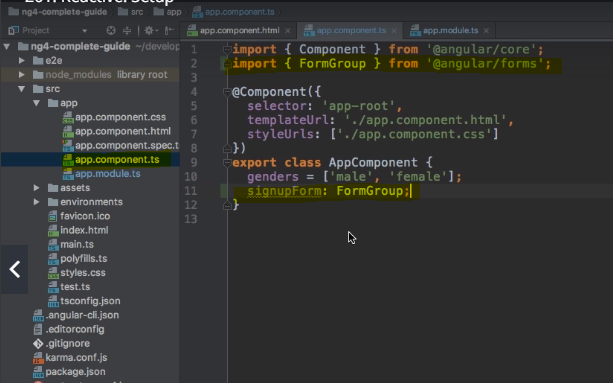 201. Reactive: Setup
ng4-complete-guide src app app.component.ts
Project
app.component.html app.component.ts app.module.ts
ng4-complete-guide ~/develop
e2e
node_modules library root
src
app
app.component.css
app.component.html
app.component.spec.t
app.component.ts
app.module.ts
assets
environments
favicon.ico
index.html
main.ts
polyfills.ts
styles.css
test.ts
tsconfig.json
.angular-cli.json
.editorconfig
.gitignore
karma.conf.js
package.json
1 import { Component } from '@angular/core';
2 import { FormGroup } from '@angular/forms';
3
4 @Component({
5 selector: 'app-root',
6 templateUrl: './app.component.html',
7 styleUrls: ['./app.component.css']
8 })
9 export class AppComponent {
10 genders = ['male', 'female'];
11 signupForm: FormGroup;
12 }
13